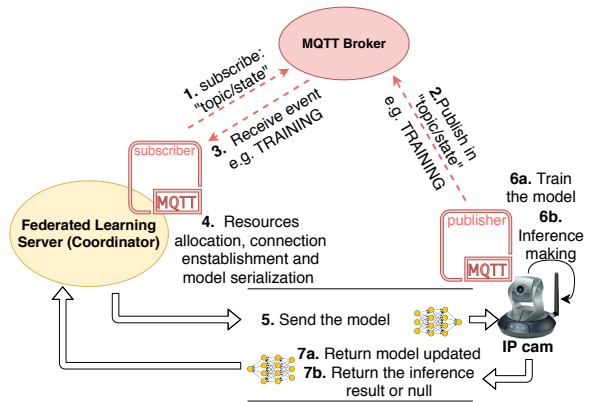 MQTT Broker
1. subscribe:
"topic/state"
3. Receive event
e.g. TRAINING
2.Publish in
"topic/state"
e.g. TRAINING
subscriber
MQTT
Federated Learning
Server (Coordinator)
4. Resources
allocation, connection
enstablishment and
model serialization
publisher
MQTT
6a. Train
the model
6b.
Inference
making
5. Send the model
IP cam
7a. Return model updated
7b. Return the inference
result or null